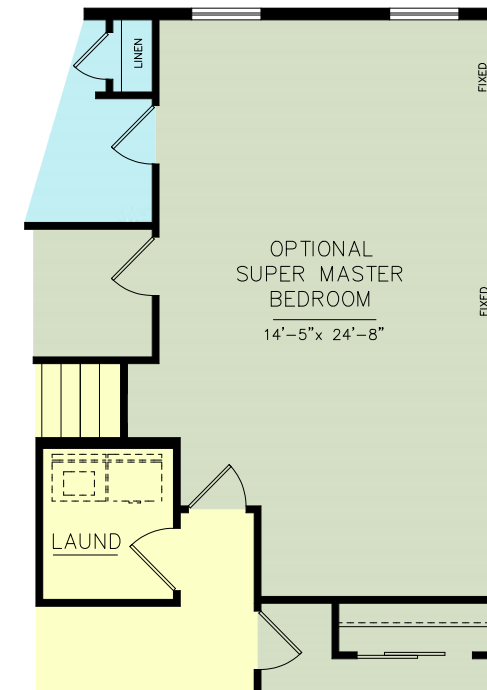 LINEN
FIXED
OPTIONAL
SUPER MASTER
BEDROOM
14'-5"x 24'-8"
FIXED
LAUND